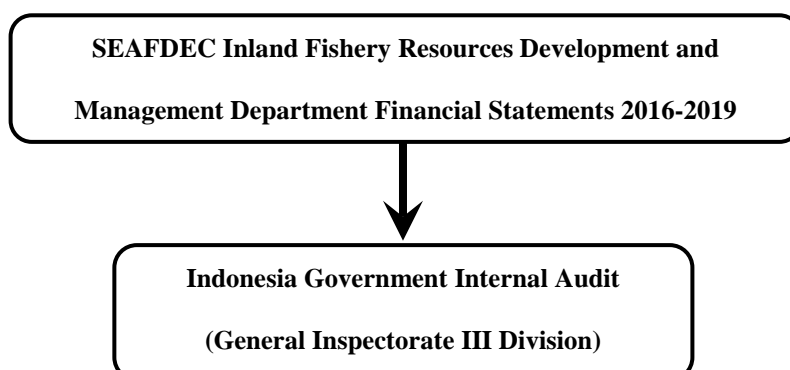 SEAFDEC Inland Fishery Resources Development and
Management Department Financial Statements 2016-2019
Indonesia Government Internal Audit
(General Inspectorate III Division)